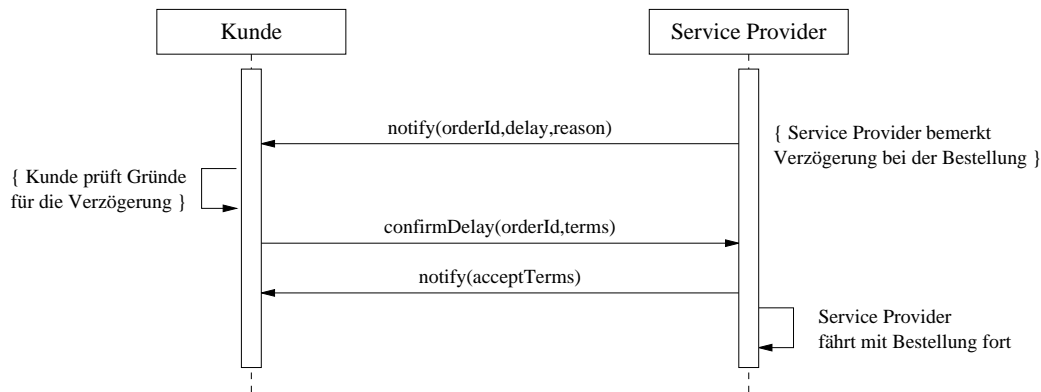 Kunde
Service Provider
notify(orderId,delay,reason)
{ Service Provider bemerkt
Verzögerung bei der Bestellung }
{ Kunde prüft Gründe
für die Verzögerung }
confirmDelay(orderId,terms)
notify(acceptTerms)
Service Provider
fährt mit Bestellung fort